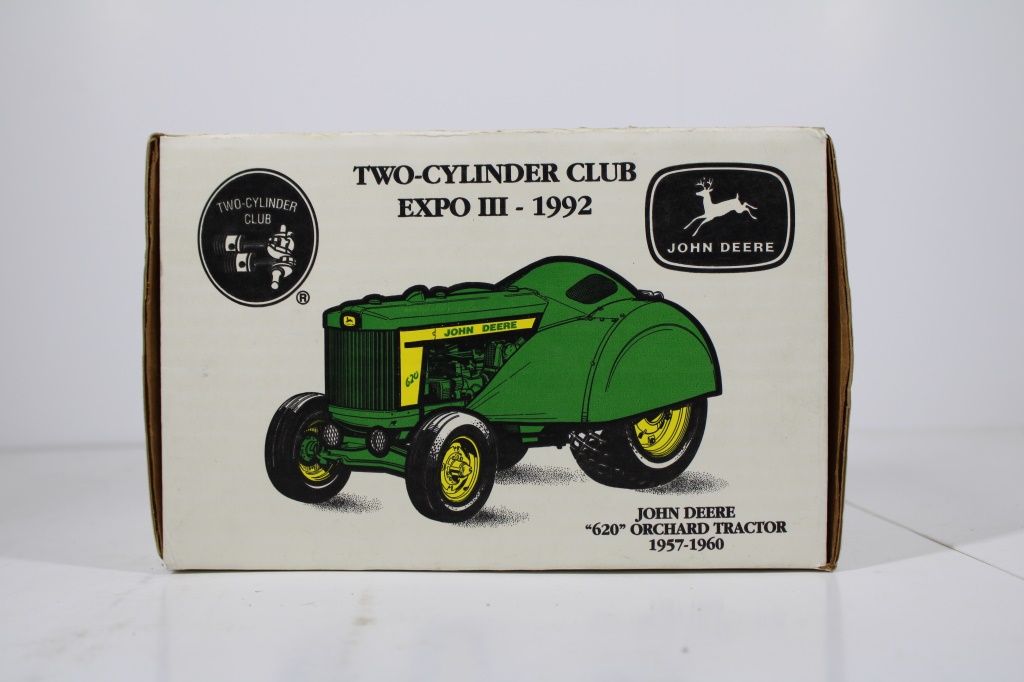 TWO-CYLINDER CLUB
EXPO III - 1992
TWO-CYLINDER
CLUB
®
JOHN DEERE
JOHN DEERE
620
JOHN DEERE
“620” ORCHARD TRACTOR
1957-1960